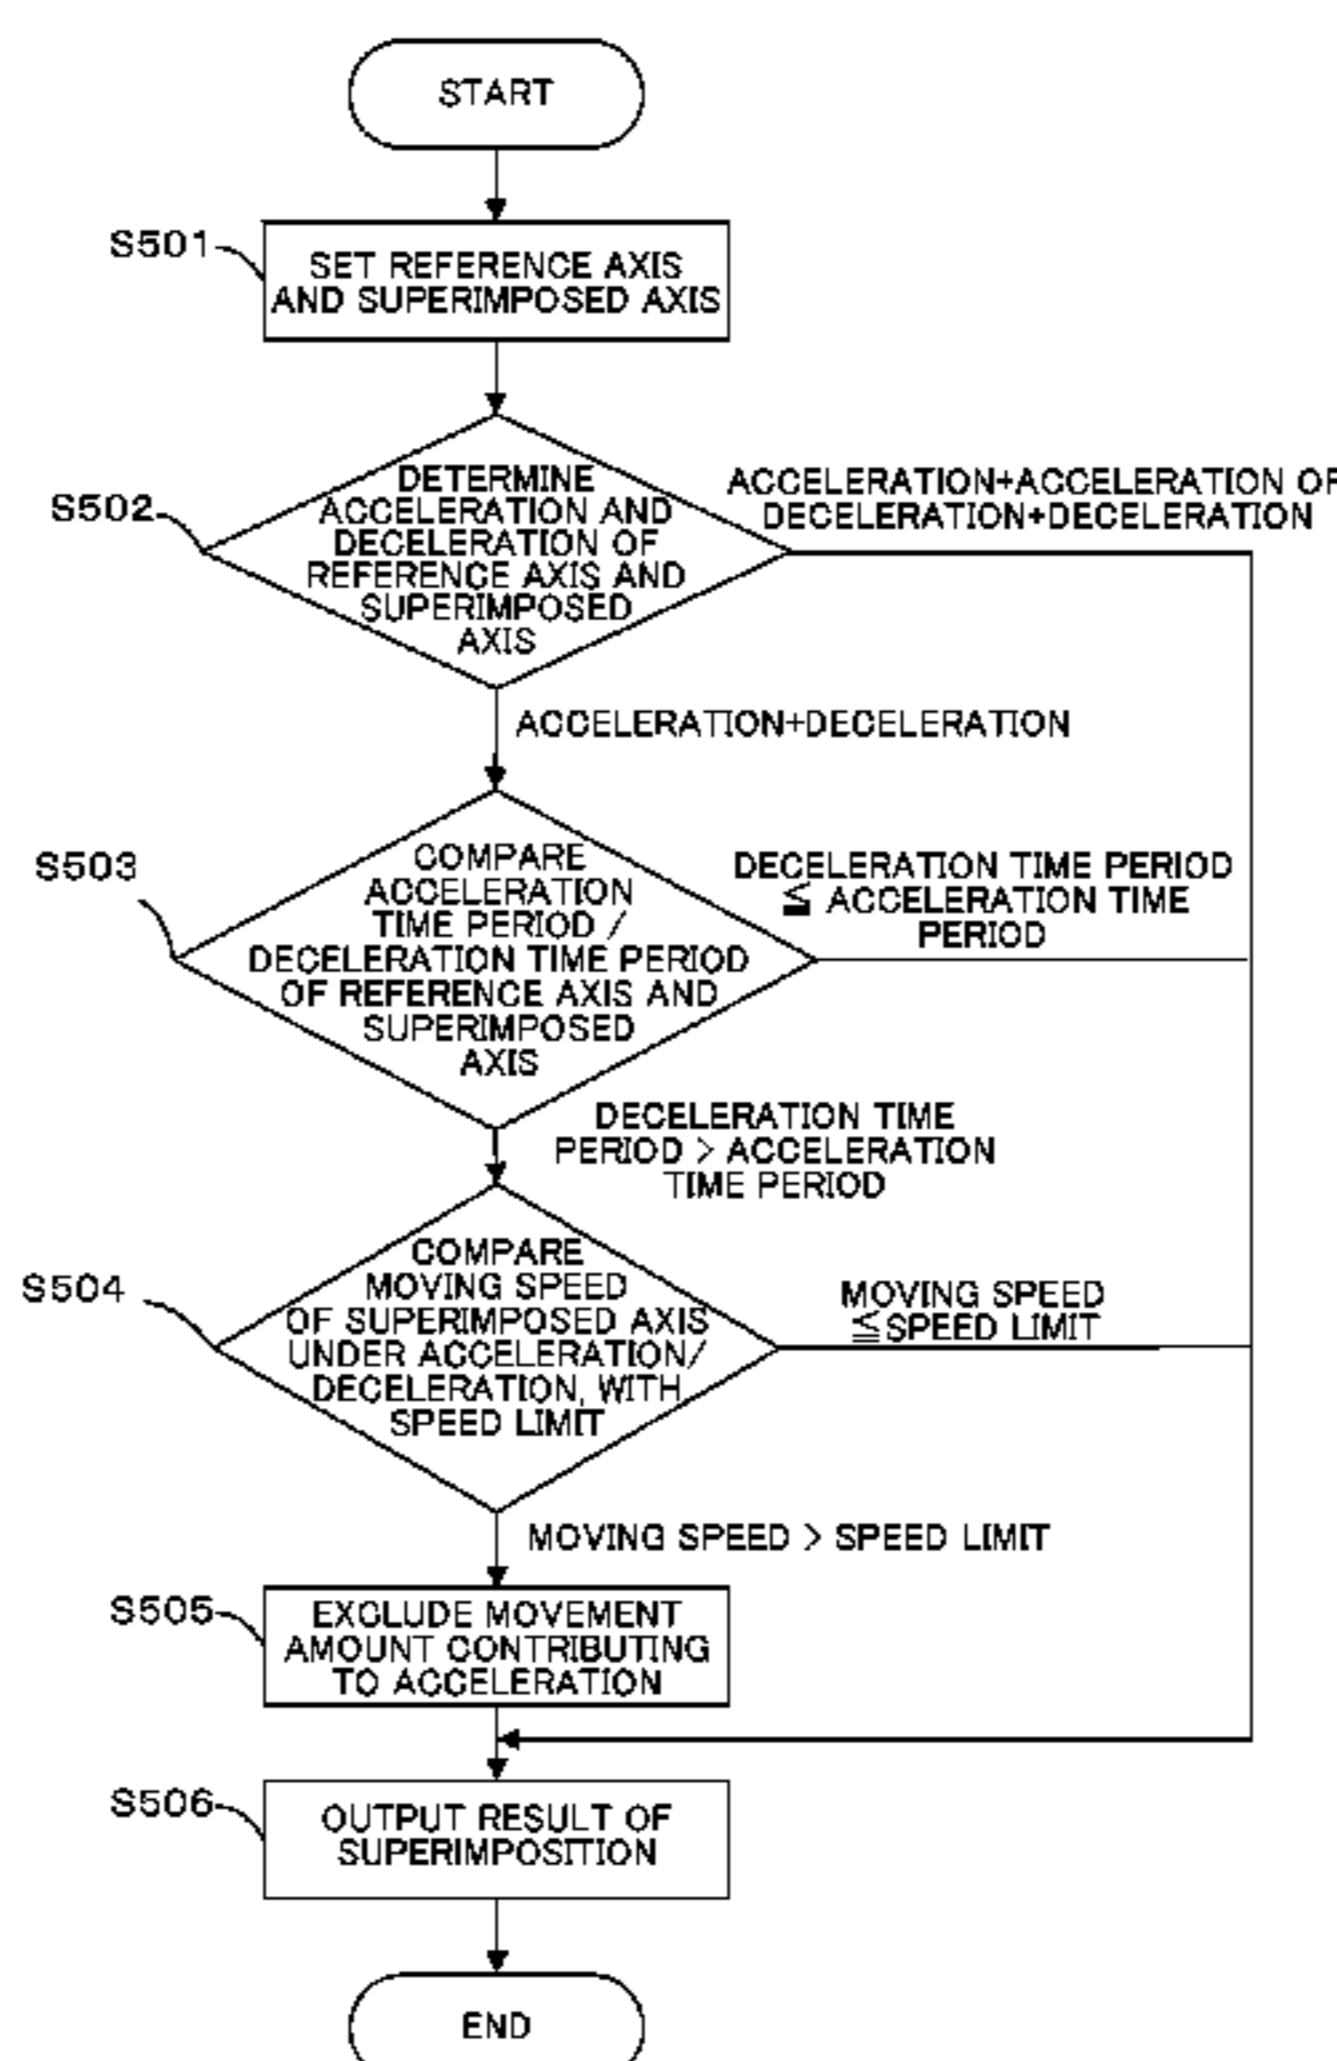 START
S501
SET REFERENCE AXIS
AND SUPERIMPOSED AXIS
S502
DETERMINE
ACCELERATION AND
DECELERATION OF
REFERENCE AXIS AND
SUPERIMPOSED
AXIS
ACCELERATION+ACCELERATION OR
DECELERATION+DECELERATION
ACCELERATION+DECELERATION
S503
COMPARE
ACCELERATION
TIME PERIOD /
DECELERATION TIME PERIOD
OF REFERENCE AXIS AND
SUPERIMPOSED
AXIS
DECELERATION TIME PERIOD
≦ ACCELERATION TIME
PERIOD
DECELERATION TIME
PERIOD > ACCELERATION
TIME PERIOD
S504
COMPARE
MOVING SPEED
OF SUPERIMPOSED AXIS
UNDER ACCELERATION/
DECELERATION, WITH
SPEED LIMIT
MOVING SPEED
≦SPEED LIMIT
MOVING SPEED > SPEED LIMIT
S505
EXCLUDE MOVEMENT
AMOUNT CONTRIBUTING
TO ACCELERATION
S506
OUTPUT RESULT OF
SUPERIMPOSITION
END